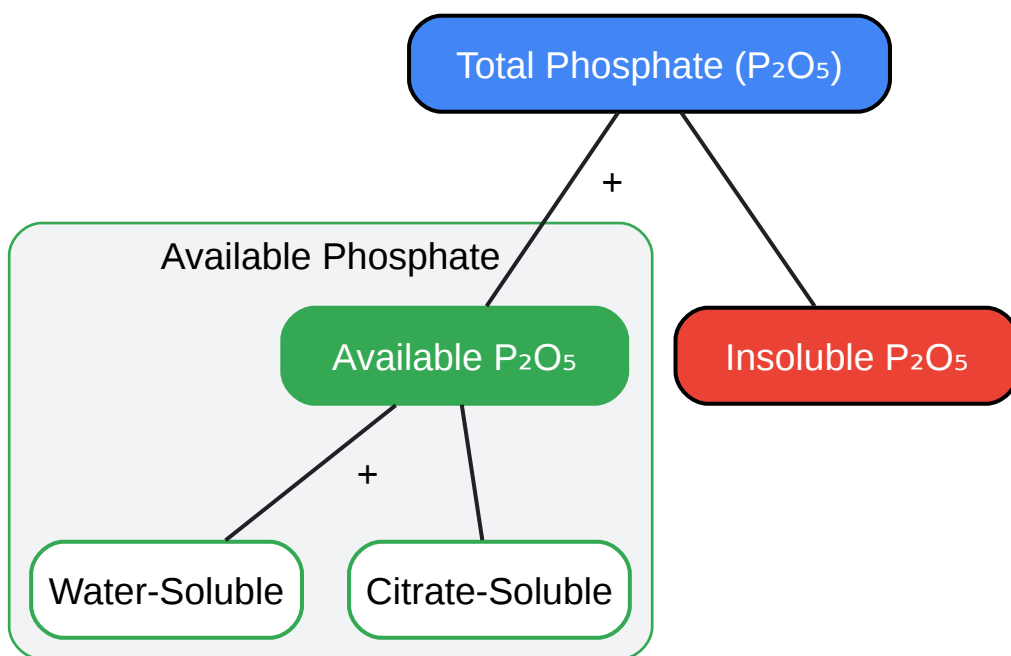 Total Phosphate (P₂O₅)
+
Available Phosphate
Available P₂O₅
Insoluble P₂O₅
+
Water-Soluble
Citrate-Soluble